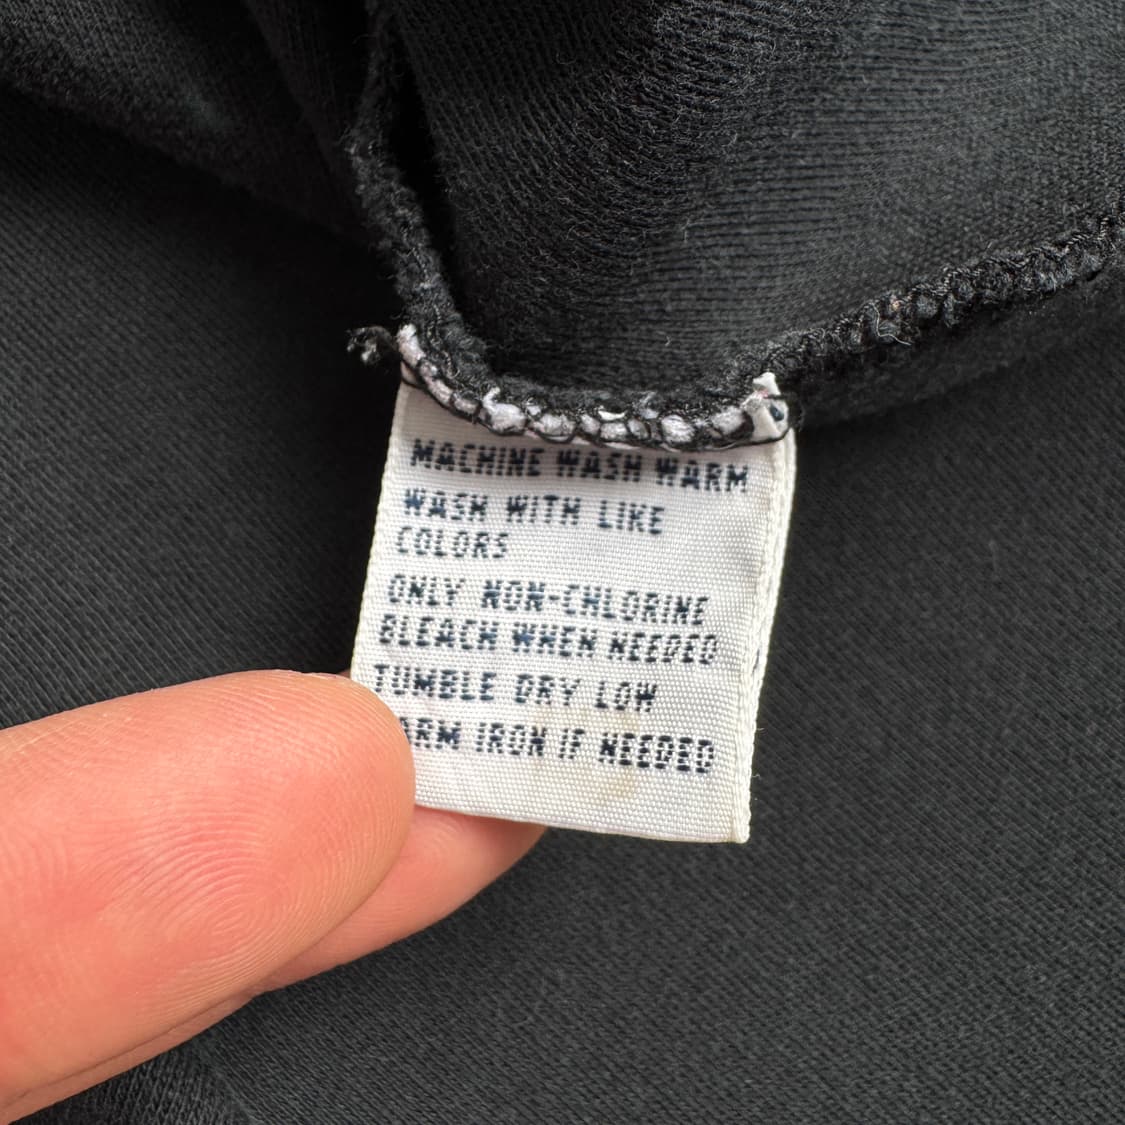 MACHINE WASH WARM
WASH WITH LIKE
COLORS
ONLY NON-CHLORINE
BLEACH WHEN NEEDED
TUMBLE DRY LOW
ARM IRON IF NEEDED